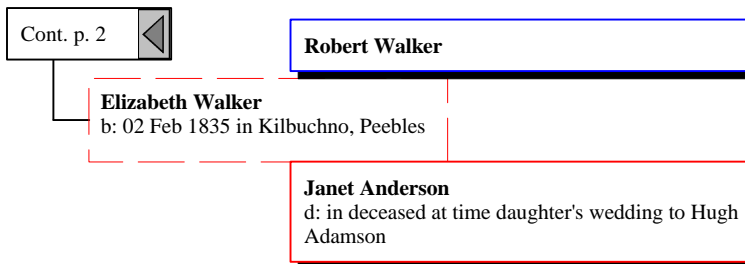 Cont. p. 2
Robert Walker
Elizabeth Walker
b: 02 Feb 1835 in Kilbuchno, Peebles
Janet Anderson
d: in deceased at time daughter's wedding to Hugh
Adamson